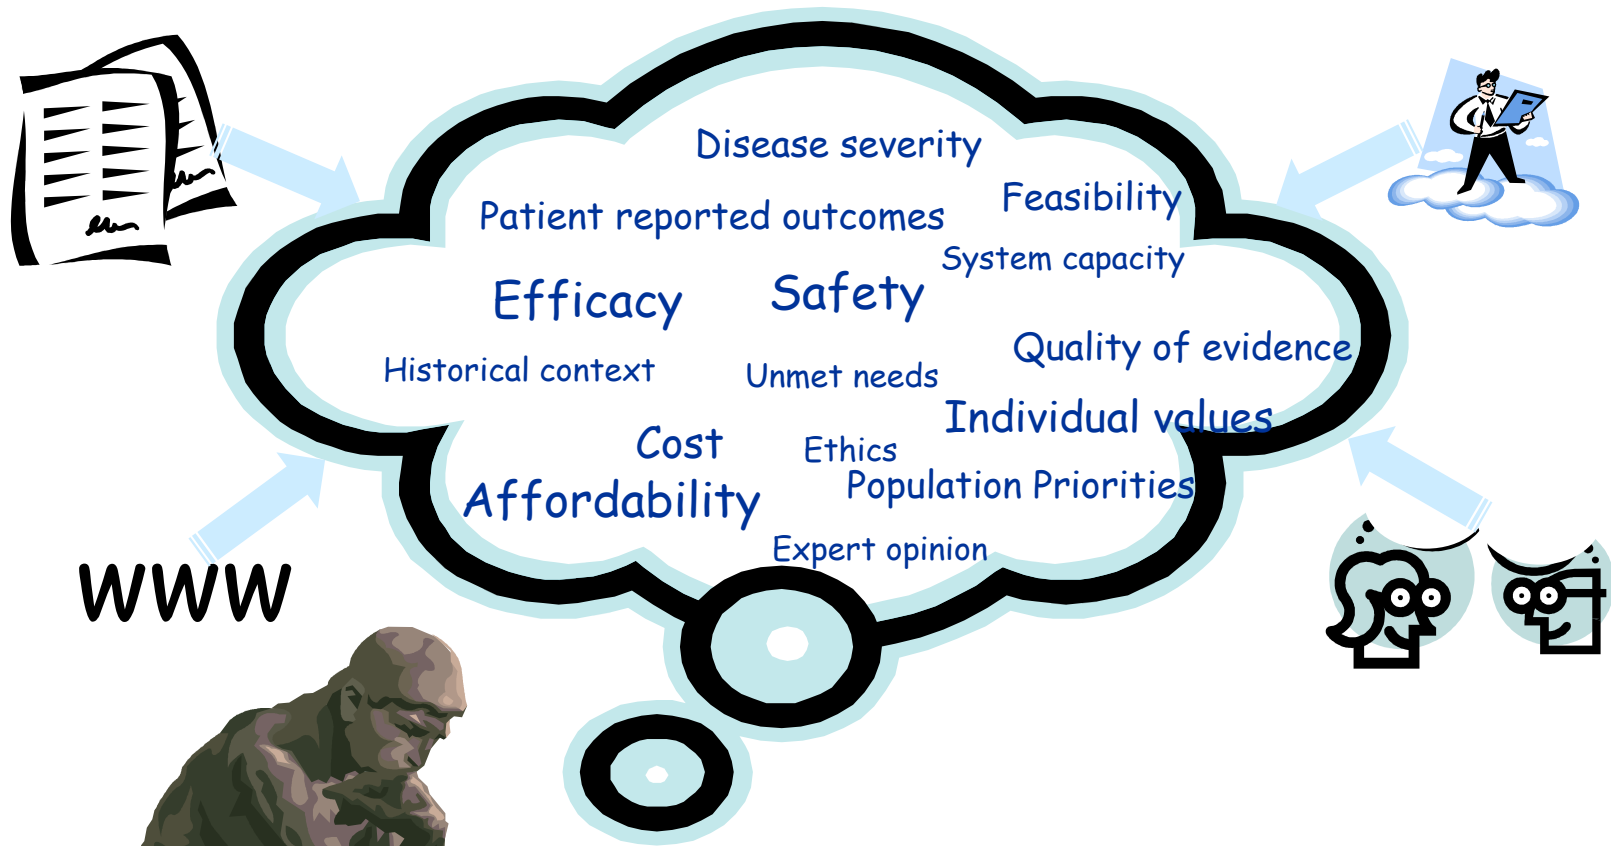 Disease severity
Feasibility
Patient reported outcomes
System capacity
Efficacy
Safety
Quality of evidence
Historical context
Unmet needs
Individual values
Cost
Ethics
Population Priorities
Affordability
Expert opinion
WWW